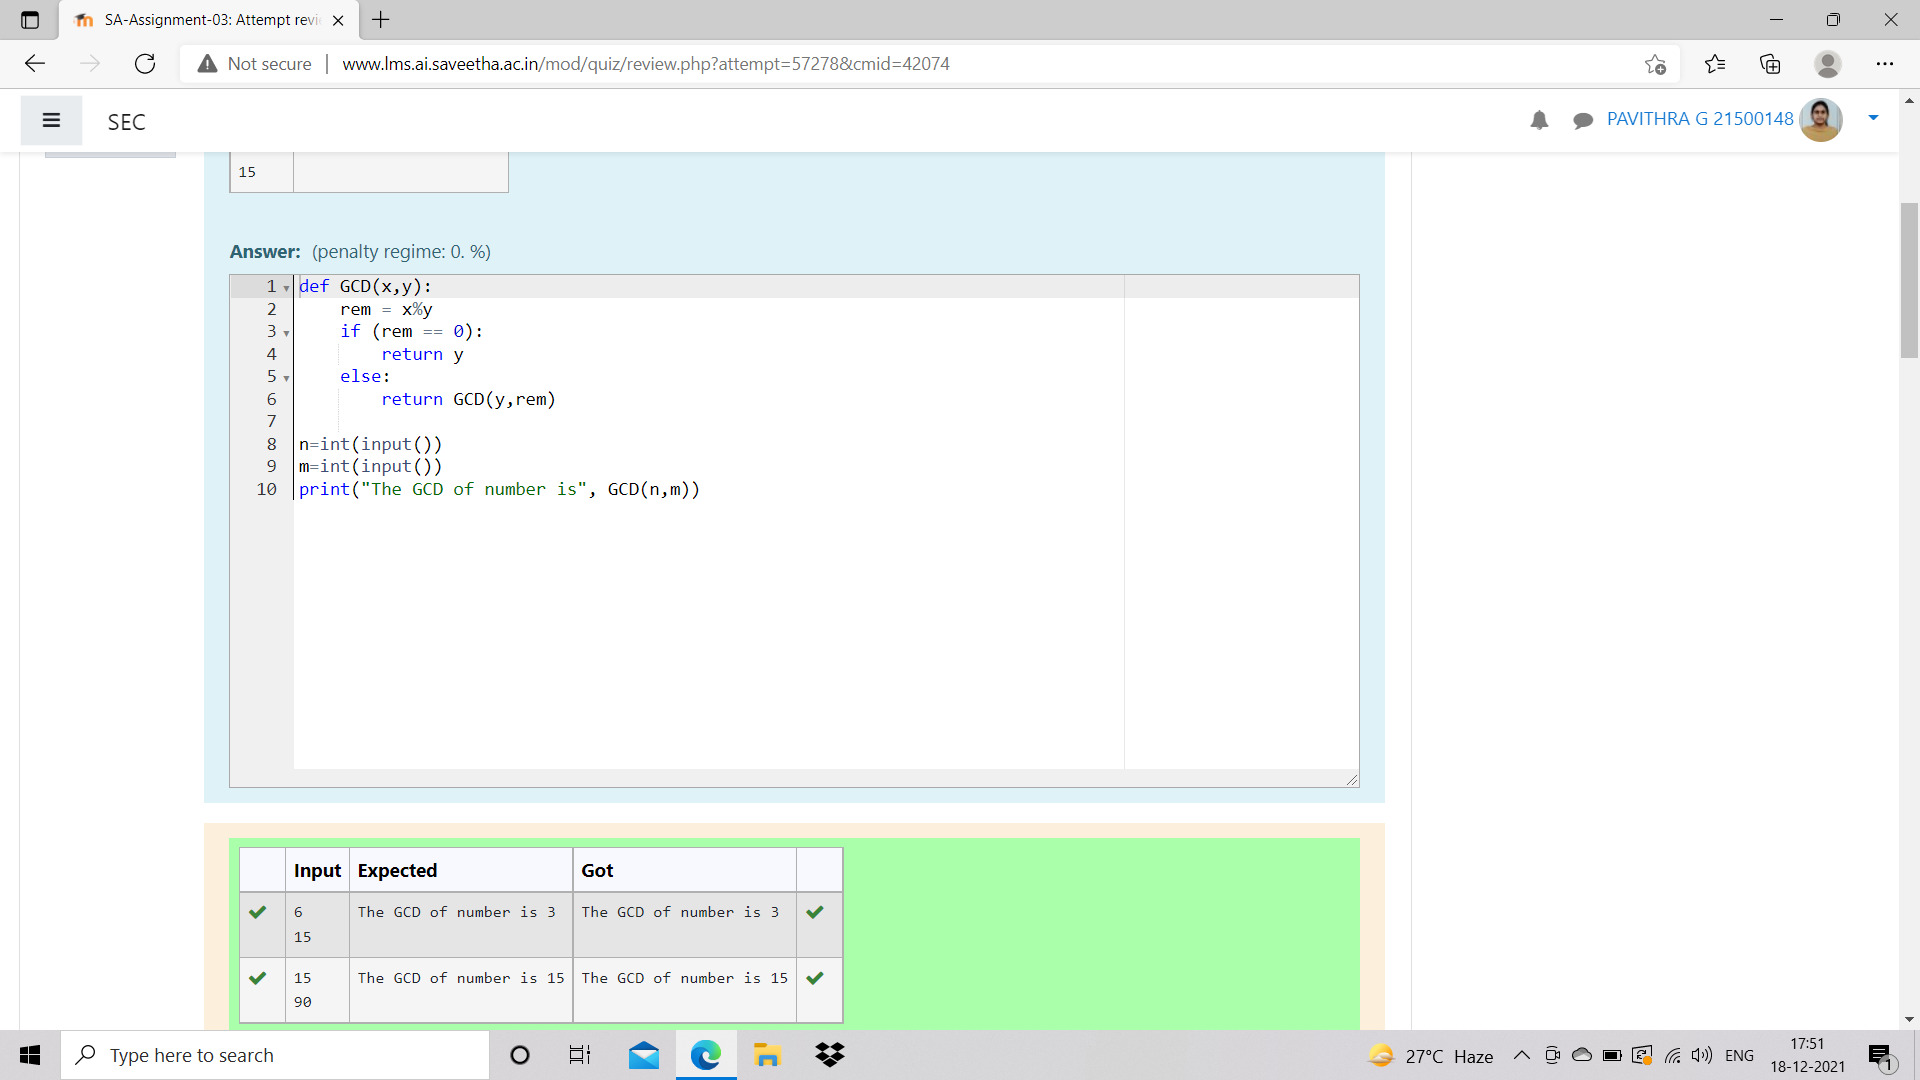 SA-Assignment-03: Attempt revi
Not secure
www.lms.ai.saveetha.ac.in/mod/quiz/review.php?attempt=57278&cmid=42074
SEC
PAVITHRA G 21500148
15
Answer: (penalty regime: 0. %)
1 def GCD(x,y):
2     rem = x%y
3     if (rem == 0):
4         return y
5     else:
6         return GCD(y,rem)
7
8 n=int(input())
9 m=int(input())
10 print("The GCD of number is", GCD(n,m))
Input Expected Got
6 The GCD of number is 3 The GCD of number is 3
15
15 The GCD of number is 15 The GCD of number is 15
90
Type here to search
27°C Haze
ENG
17:51
18-12-2021
1